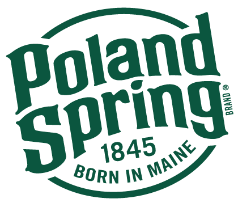 Poland
Spring®
BRAND
1845
BORN IN MAINE